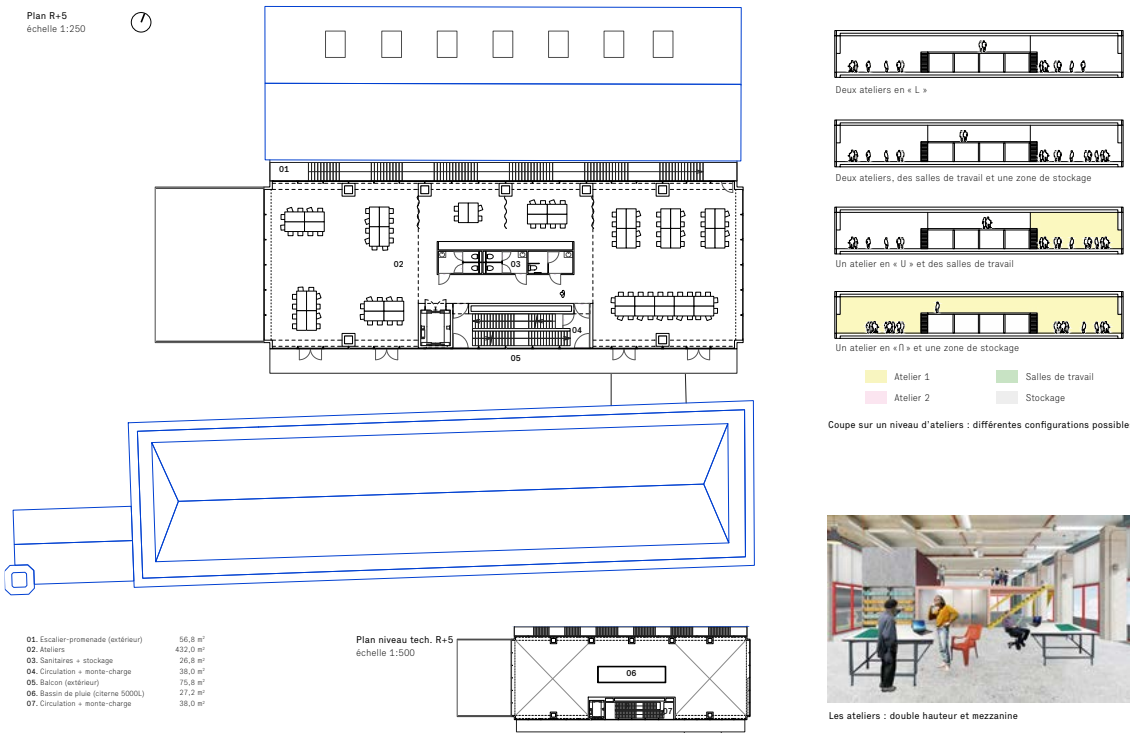 Plan R+5
échelle 1:250
01
02
03
04
05
Deux ateliers en « L »
Deux ateliers, des salles de travail et une zone de stockage
Un atelier en « U » et des salles de travail
Un atelier en «Π» et une zone de stockage
Atelier 1
Salles de travail
Atelier 2
Stockage
Coupe sur un niveau d'ateliers : différentes configurations possible
01. Escalier-promenade (extérieur) 56,8 m²
02. Ateliers 432,0 m²
03. Sanitaires + stockage 26,8 m²
04. Circulation + monte-charge 38,0 m²
05. Balcon (extérieur) 75,8 m²
06. Bassin de pluie (citerne 5000L) 27,2 m²
07. Circulation + monte-charge 38,0 m²
Plan niveau tech. R+5
échelle 1:500
06
07
Les ateliers : double hauteur et mezzanine